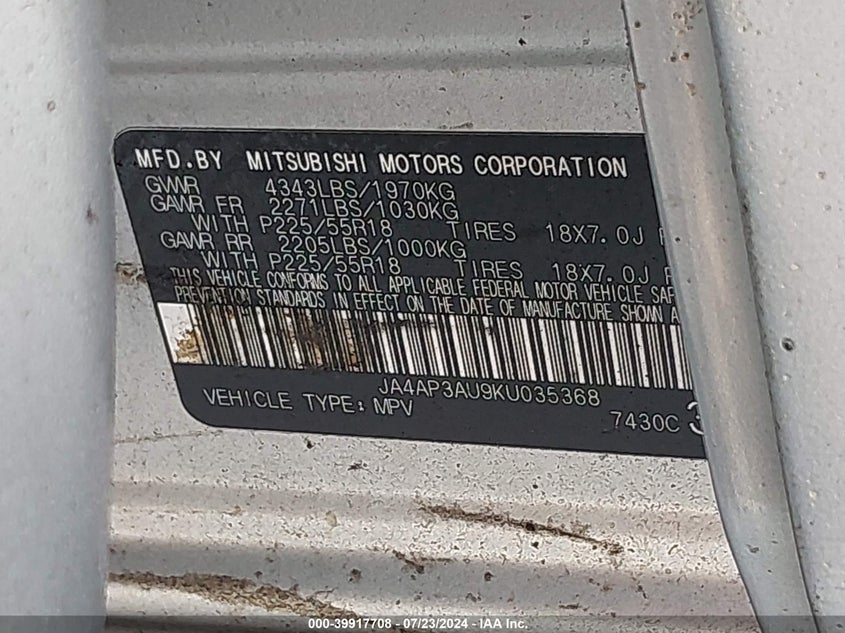 MFD.BY MITSUBISHI MOTORS CORPORATION
GVWR 4343LBS/1970KG
GAWR FR 2271LBS/1030KG
WITH P225/55R18 TIRES 18X7.0J
GAWR RR 2205LBS/1000KG
WITH P225/55R18 TIRES 18X7.0J
THIS VEHICLE CONFORMS TO ALL APPLICABLE FEDERAL MOTOR VEHICLE SAF
PREVENTION STANDARDS IN EFFECT ON THE DATE OF MANUFACTURE SHOWN A
JA4AP3AU9KU035368
VEHICLE TYPE: MPV
7430C 3
000-39917708 - 07/23/2024 - IAA Inc.